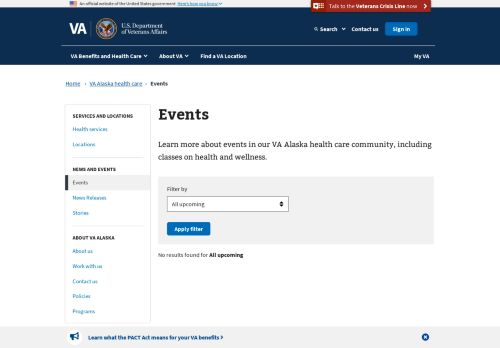 An official website of the United States government Here's how you know
Talk to the Veterans Crisis Line now
VA
U.S. Department
of Veterans Affairs
Search
Contact us
Sign in
VA Benefits and Health Care
About VA
Find a VA Location
My VA
Home › VA Alaska health care › Events
SERVICES AND LOCATIONS
Health services
Locations
NEWS AND EVENTS
Events
News Releases
Stories
ABOUT VA ALASKA
About us
Work with us
Contact us
Policies
Programs
Events
Learn more about events in our VA Alaska health care community, including
classes on health and wellness.
Filter by
All upcoming
Apply filter
No results found for All upcoming
Learn what the PACT Act means for your VA benefits